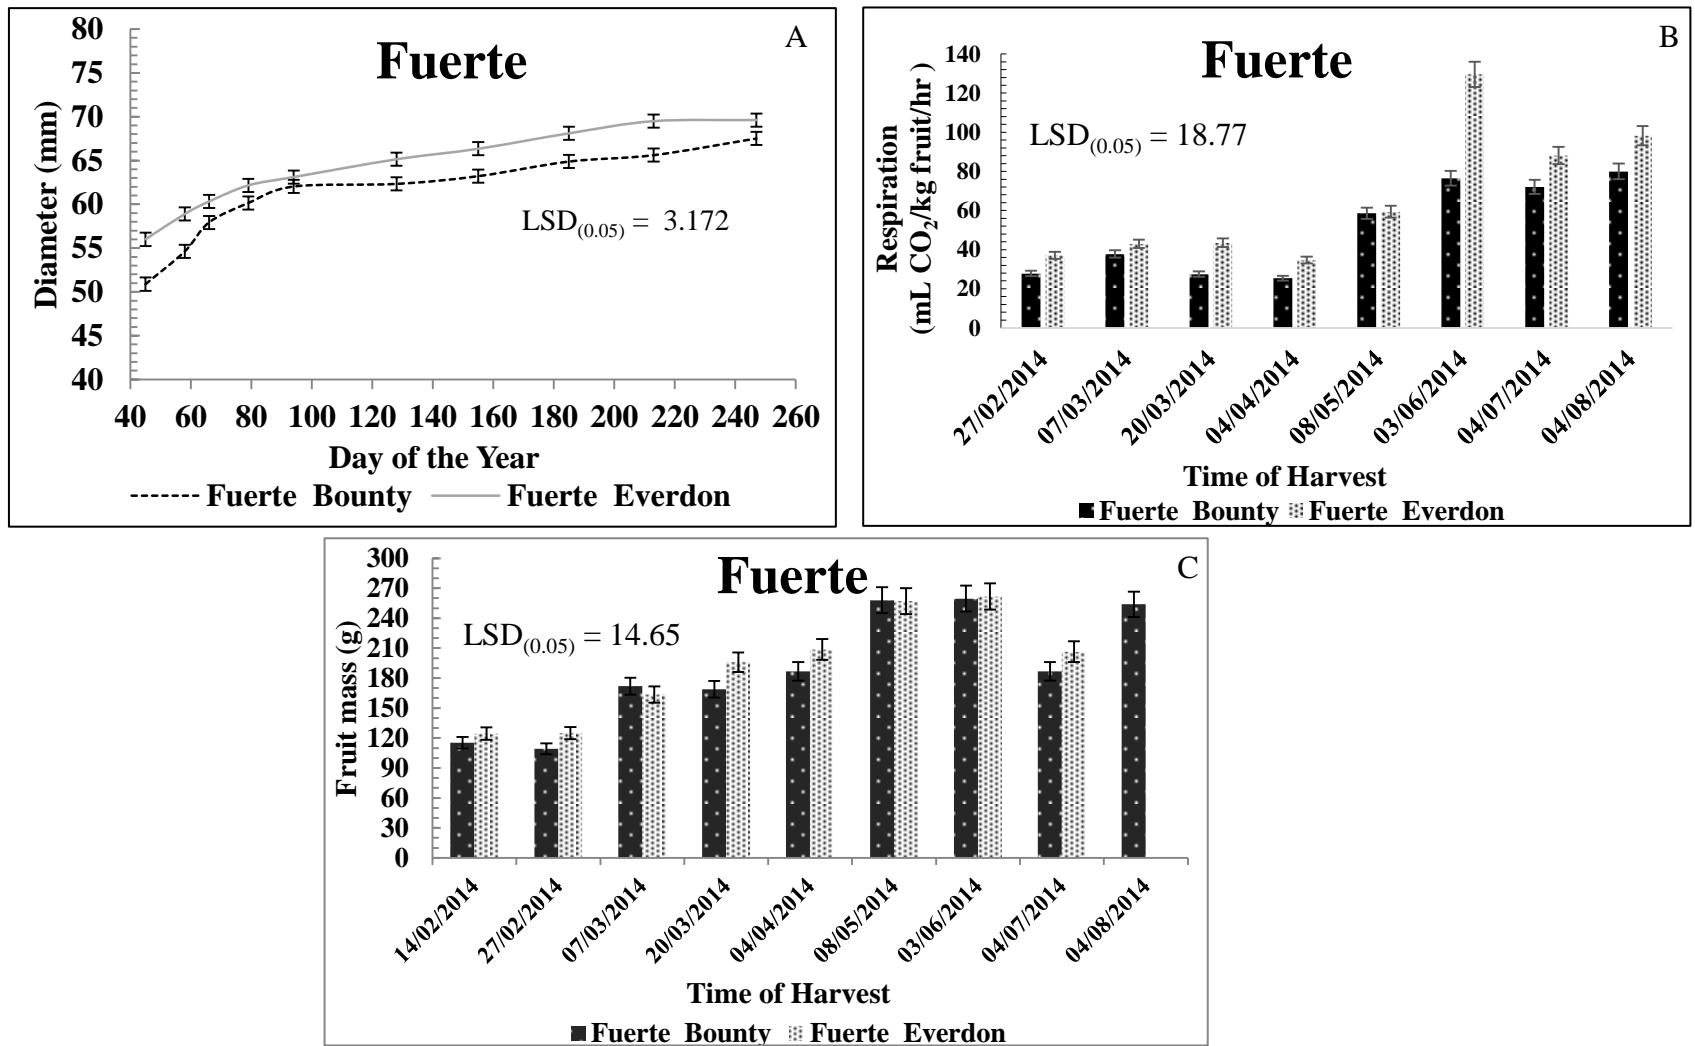 A
Fuerte
80
75
70
65
60
55
50
45
40
Diameter (mm)
LSD(0.05) = 3.172
40 60 80 100 120 140 160 180 200 220 240 260
Day of the Year
Fuerte Bounty Fuerte Everdon
B
Fuerte
140
120
100
80
60
40
20
0
Respiration
(mL CO2/kg fruit/hr )
LSD(0.05) = 18.77
27/02/2014 07/03/2014 20/03/2014 04/04/2014 08/05/2014 03/06/2014 04/07/2014 04/08/2014
Time of Harvest
Fuerte Bounty Fuerte Everdon
C
Fuerte
300
270
240
210
180
150
120
90
60
30
0
Fruit mass (g)
LSD(0.05) = 14.65
14/02/2014 27/02/2014 07/03/2014 20/03/2014 04/04/2014 08/05/2014 03/06/2014 04/07/2014 04/08/2014
Time of Harvest
Fuerte Bounty Fuerte Everdon